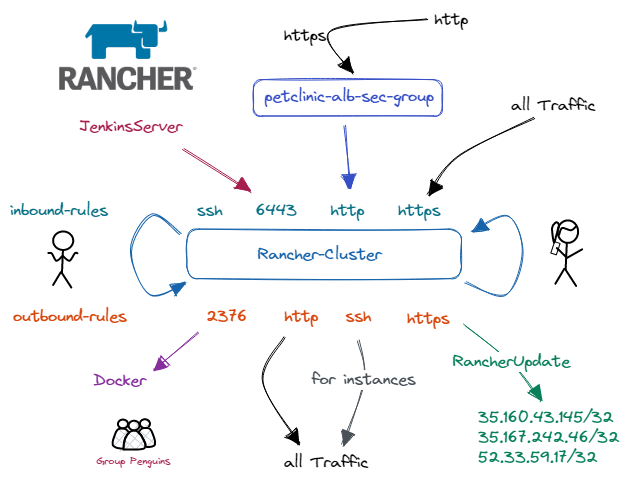 http
https
RANCHER®
petclinic-alb-sec-group
all Traffic
JenkinsServer
inbound-rules
ssh 6443 http https
Rancher-Cluster
outbound-rules
2376 http ssh https
RancherUpdate
Docker
for instances
35.160.43.145/32
35.167.242.46/32
52.33.59.17/32
Group Penguins
all Traffic